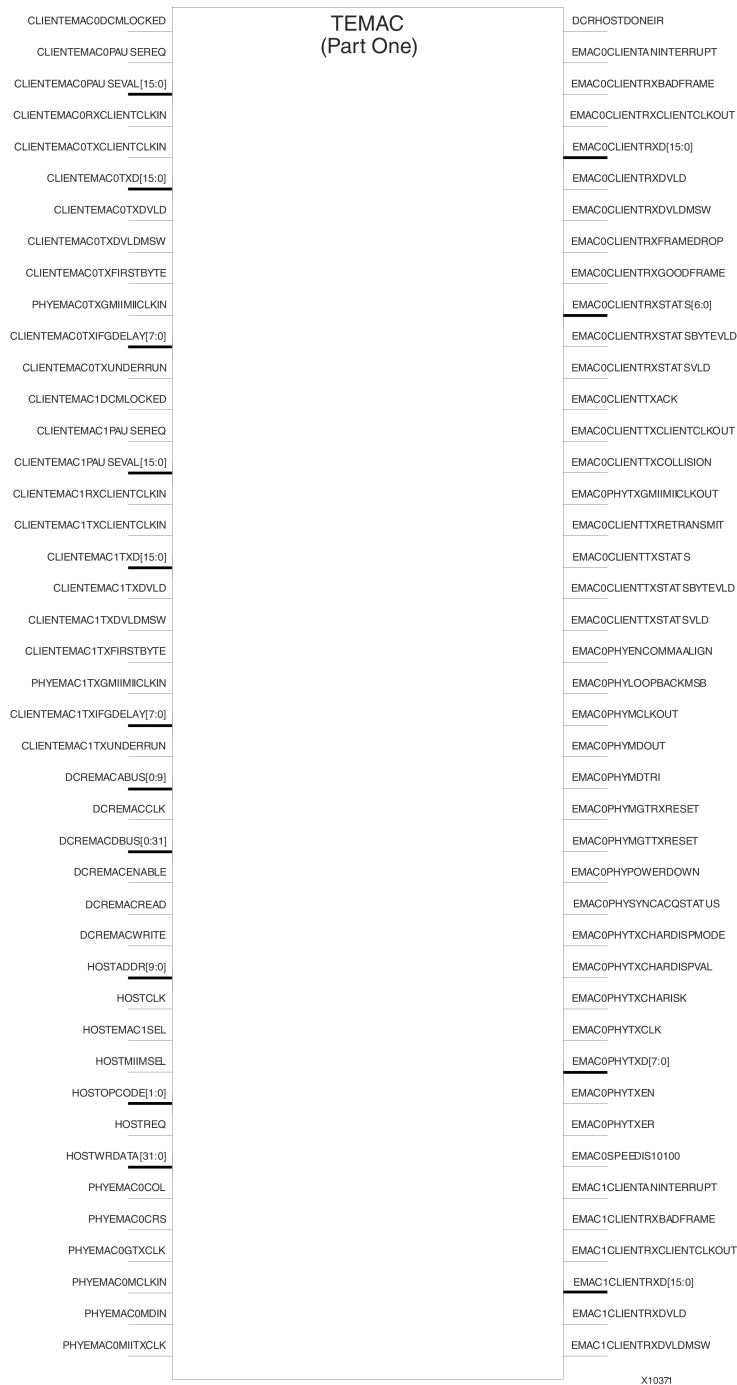 TEMAC
(Part One)
CLIENTEMAC0DCMLOCKED
CLIENTEMAC0PAUSEREQ
CLIENTEMAC0PAUSEVAL[15:0]
CLIENTEMAC0RXCLIENTCLKIN
CLIENTEMAC0TXCLIENTCLKIN
CLIENTEMAC0TXD[15:0]
CLIENTEMAC0TXDVLD
CLIENTEMAC0TXDVLDMSW
CLIENTEMAC0TXFIRSTBYTE
PHYEMAC0TXGMIIMIICLKIN
CLIENTEMAC0TXIFGDELAY[7:0]
CLIENTEMAC0TXUNDERRUN
CLIENTEMAC1DCMLOCKED
CLIENTEMAC1PAUSEREQ
CLIENTEMAC1PAUSEVAL[15:0]
CLIENTEMAC1RXCLIENTCLKIN
CLIENTEMAC1TXCLIENTCLKIN
CLIENTEMAC1TXD[15:0]
CLIENTEMAC1TXDVLD
CLIENTEMAC1TXDVLDMSW
CLIENTEMAC1TXFIRSTBYTE
PHYEMAC1TXGMIIMIICLKIN
CLIENTEMAC1TXIFGDELAY[7:0]
CLIENTEMAC1TXUNDERRUN
DCREMACABUS[0:9]
DCREMACCLK
DCREMACDBUS[0:31]
DCREMACENABLE
DCREMACREAD
DCREMACWRITE
HOSTADDR[9:0]
HOSTCLK
HOSTEMAC1SEL
HOSTMIIMSEL
HOSTOPCODE[1:0]
HOSTREQ
HOSTWRDATA[31:0]
PHYEMAC0COL
PHYEMAC0CRS
PHYEMAC0GTXCLK
PHYEMAC0MCLKIN
PHYEMAC0MDIN
PHYEMAC0MIITXCLK
DCRHOSTDONEIR
EMAC0CLIENTANINTERRUPT
EMAC0CLIENTRXBADFRAME
EMAC0CLIENTRXCLIENTCLKOUT
EMAC0CLIENTRXD[15:0]
EMAC0CLIENTRXDVLD
EMAC0CLIENTRXDVLDMSW
EMAC0CLIENTRXFRAMEDROP
EMAC0CLIENTRXGOODFRAME
EMAC0CLIENTRXSTATS[6:0]
EMAC0CLIENTRXSTATSBYTEVLD
EMAC0CLIENTRXSTATSVLD
EMAC0CLIENTTXACK
EMAC0CLIENTTXCLIENTCLKOUT
EMAC0CLIENTTXCOLLISION
EMAC0PHYTXGMIIMIICLKOUT
EMAC0CLIENTTXRETRANSMIT
EMAC0CLIENTTXSTATS
EMAC0CLIENTTXSTATSBYTEVLD
EMAC0CLIENTTXSTATSVLD
EMAC0PHYENCOMMAALIGN
EMAC0PHYLOOPBACKMSB
EMAC0PHYMCLKOUT
EMAC0PHYMDOUT
EMAC0PHYMDTRI
EMAC0PHYMGTRXRESET
EMAC0PHYMGTTXRESET
EMAC0PHYPOWERDOWN
EMAC0PHYSYNCACQSTATUS
EMAC0PHYTXCHARDISPMODE
EMAC0PHYTXCHARDISPVAL
EMAC0PHYTXCHARISK
EMAC0PHYTXCLK
EMAC0PHYTXD[7:0]
EMAC0PHYTXEN
EMAC0PHYTXER
EMAC0SPEEDIS10100
EMAC1CLIENTANINTERRUPT
EMAC1CLIENTRXBADFRAME
EMAC1CLIENTRXCLIENTCLKOUT
EMAC1CLIENTRXD[15:0]
EMAC1CLIENTRXDVLD
EMAC1CLIENTRXDVLDMSW
X10371